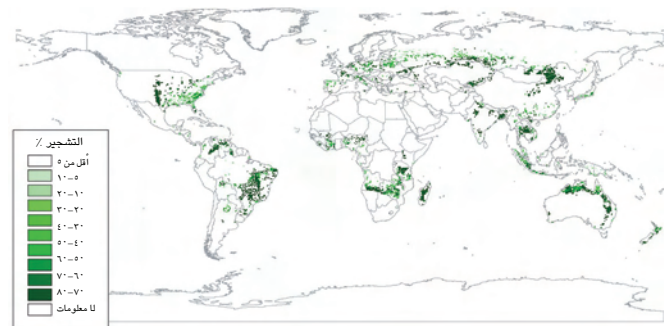 التشجير ٪
أقل من ٥
١٠-٥
٢٠-١٠
٣٠-٢٠
٤٠-٣٠
٥٠-٤٠
٦٠-٥٠
٧٠-٦٠
٨٠-٧٠
لا معلومات